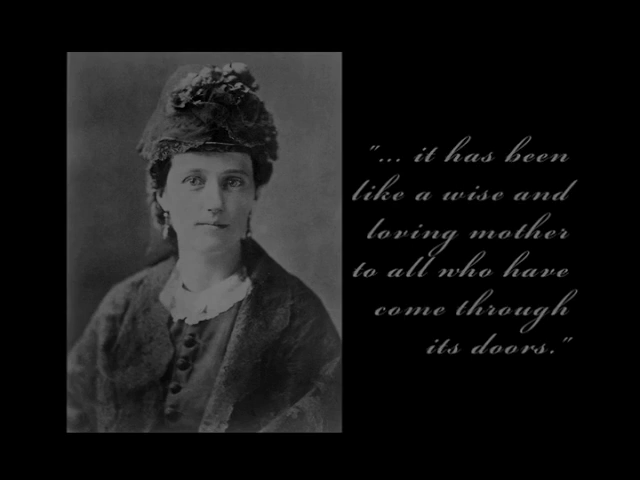 "... it has been
like a wise and
loving mother
to all who have
come through
its doors."